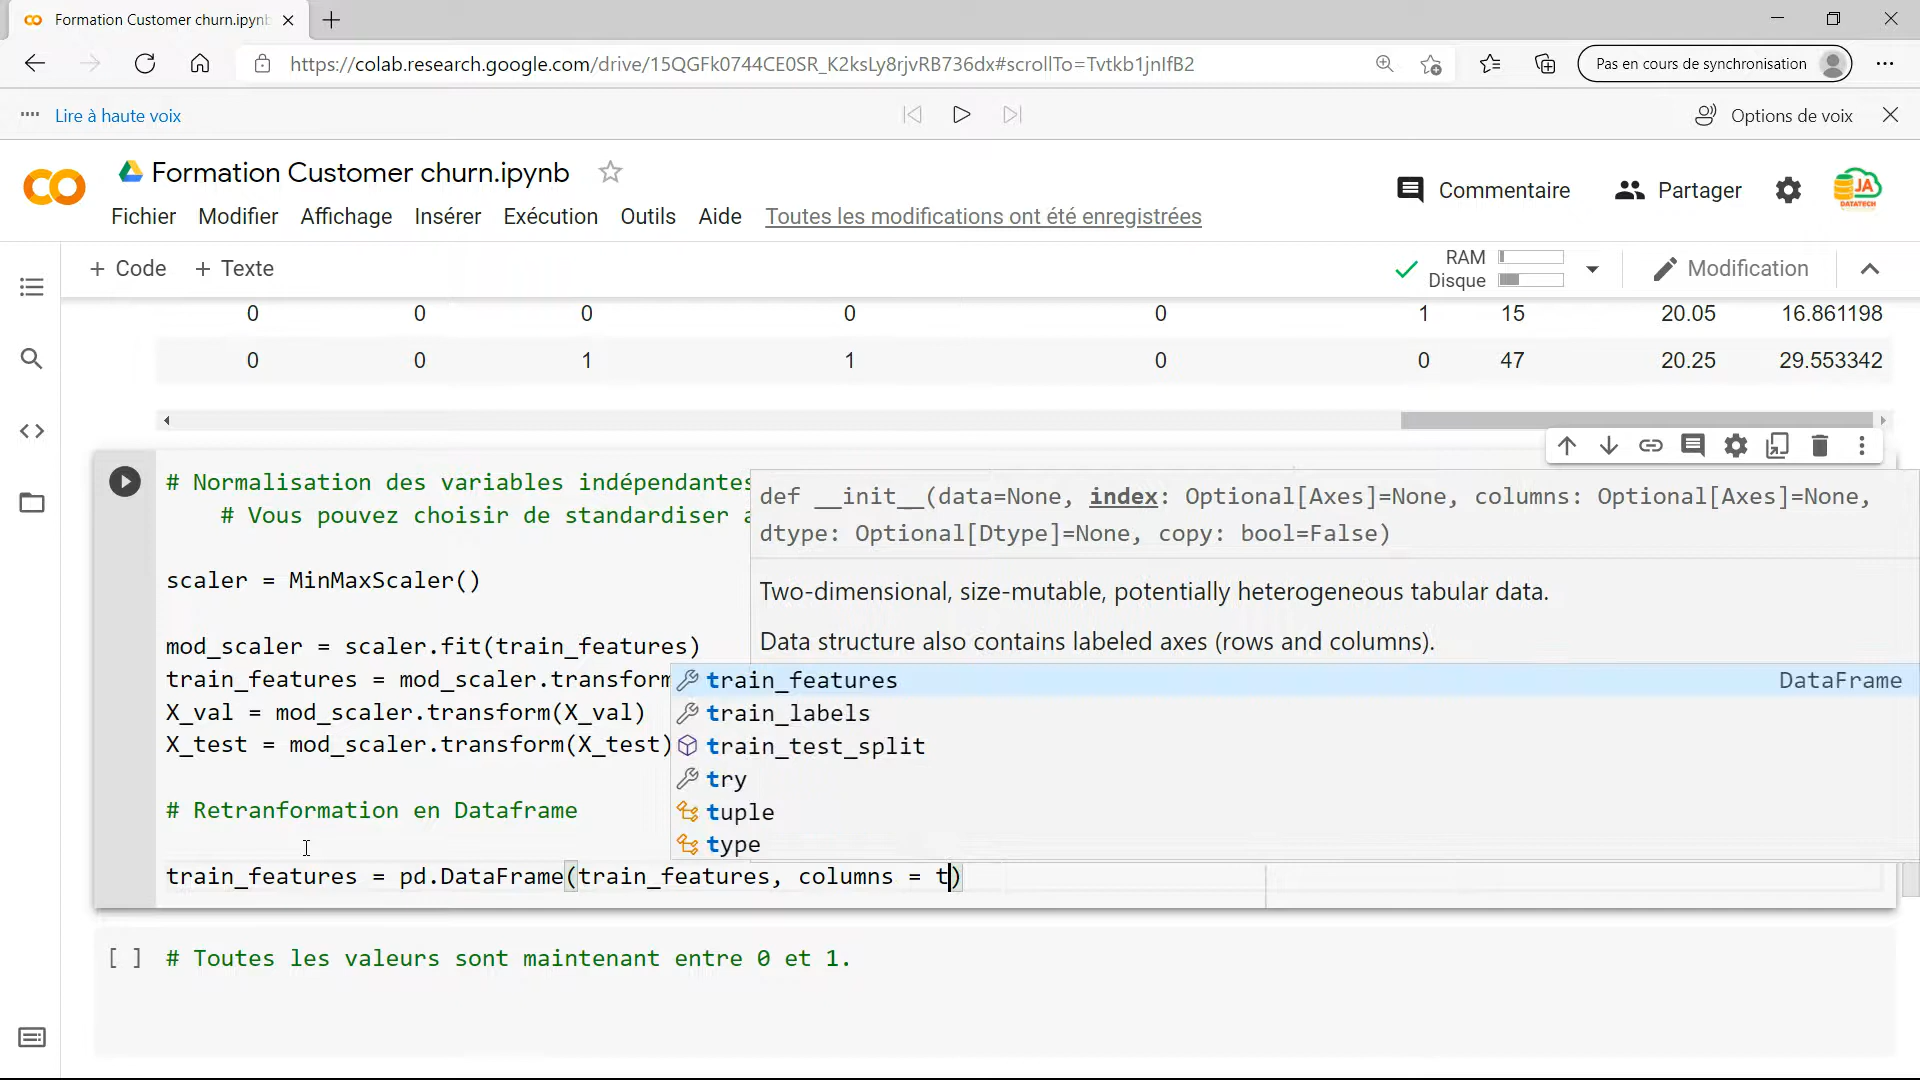 Formation Customer churn.ipynb
https://colab.research.google.com/drive/15QGFk0744CE0SR_K2ksLy8rjvRB736dx#scrollTo=Tvtkb1jnIfB2
Pas en cours de synchronisation
Lire à haute voix
Options de voix
CO Formation Customer churn.ipynb
Commentaire
Partager
JA
DATATECH
Fichier Modifier Affichage Insérer Exécution Outils Aide Toutes les modifications ont été enregistrées
+ Code + Texte
RAM
Disque
Modification
0 0 0 0 0 1 15 20.05 16.861198
0 0 1 1 0 0 47 20.25 29.553342
# Normalisation des variables indépendantes
# Vous pouvez choisir de standardiser a
scaler = MinMaxScaler()
mod_scaler = scaler.fit(train_features)
train_features = mod_scaler.transform
X_val = mod_scaler.transform(X_val)
X_test = mod_scaler.transform(X_test)
# Retranformation en Dataframe
train_features = pd.DataFrame(train_features, columns = t)
def __init__(data=None, index: Optional[Axes]=None, columns: Optional[Axes]=None,
dtype: Optional[Dtype]=None, copy: bool=False)
Two-dimensional, size-mutable, potentially heterogeneous tabular data.
Data structure also contains labeled axes (rows and columns).
train_features DataFrame
train_labels
train_test_split
try
tuple
type
[ ] # Toutes les valeurs sont maintenant entre 0 et 1.